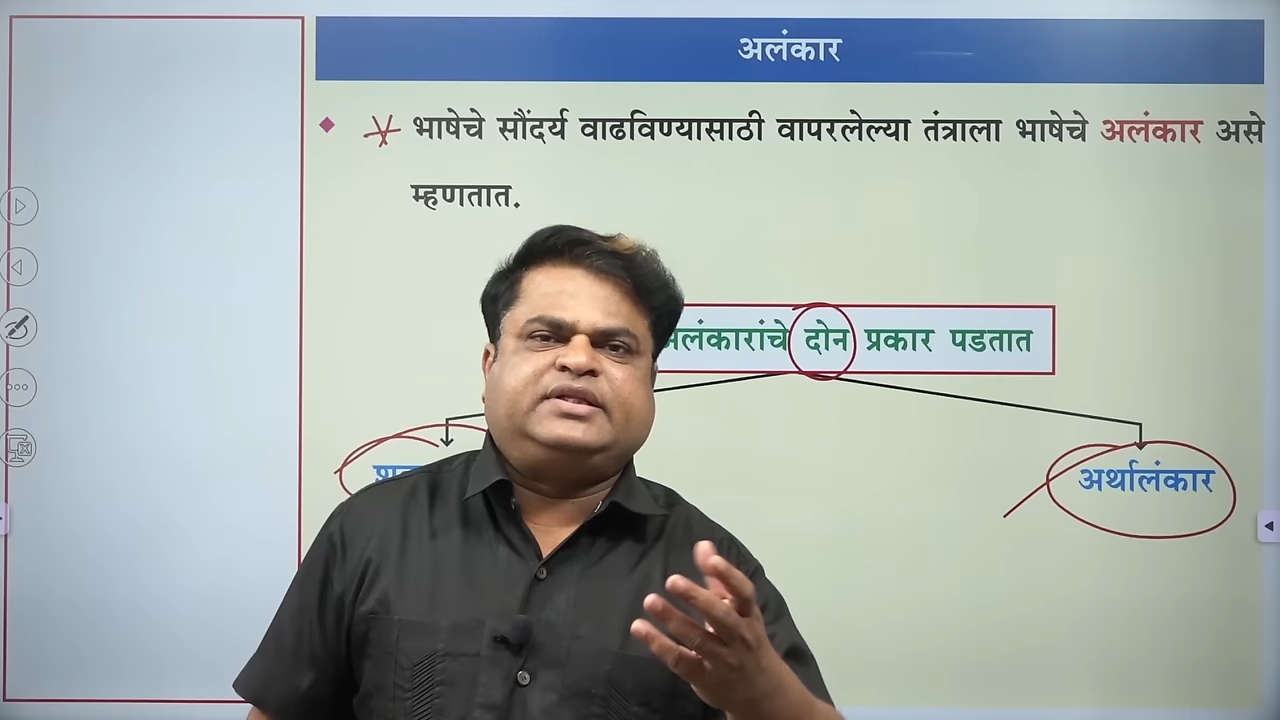 अलंकार
भाषेचे सौंदर्य वाढविण्यासाठी वापरलेल्या तंत्राला भाषेचे अलंकार असे
म्हणतात.
अलंकारांचे दोन प्रकार पडतात
अर्थालंकार